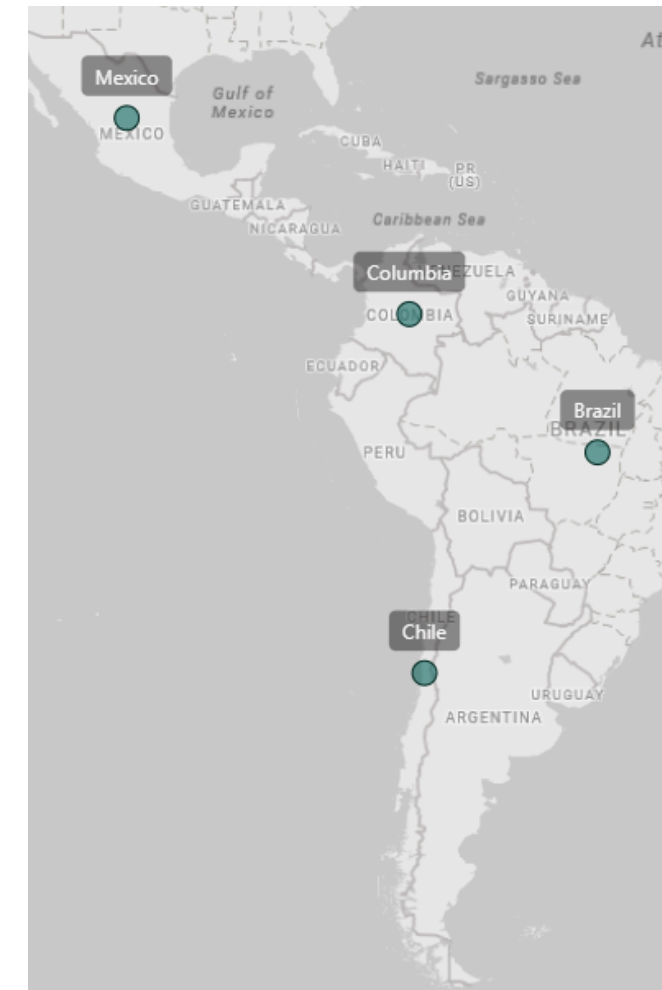 At
Mexico
Sargasso Sea
Gulf of
Mexico
MEXICO
CUBA
HAITI
PR
(US)
GUATEMALA
NICARAGUA
Caribbean Sea
Columbia
EZUELA
GUYANA
COLOMBIA
SURINAME
ECUADOR
Brazil
BRAZIL
PERU
BOLIVIA
PARAGUAY
CHILE
Chile
URUGUAY
ARGENTINA